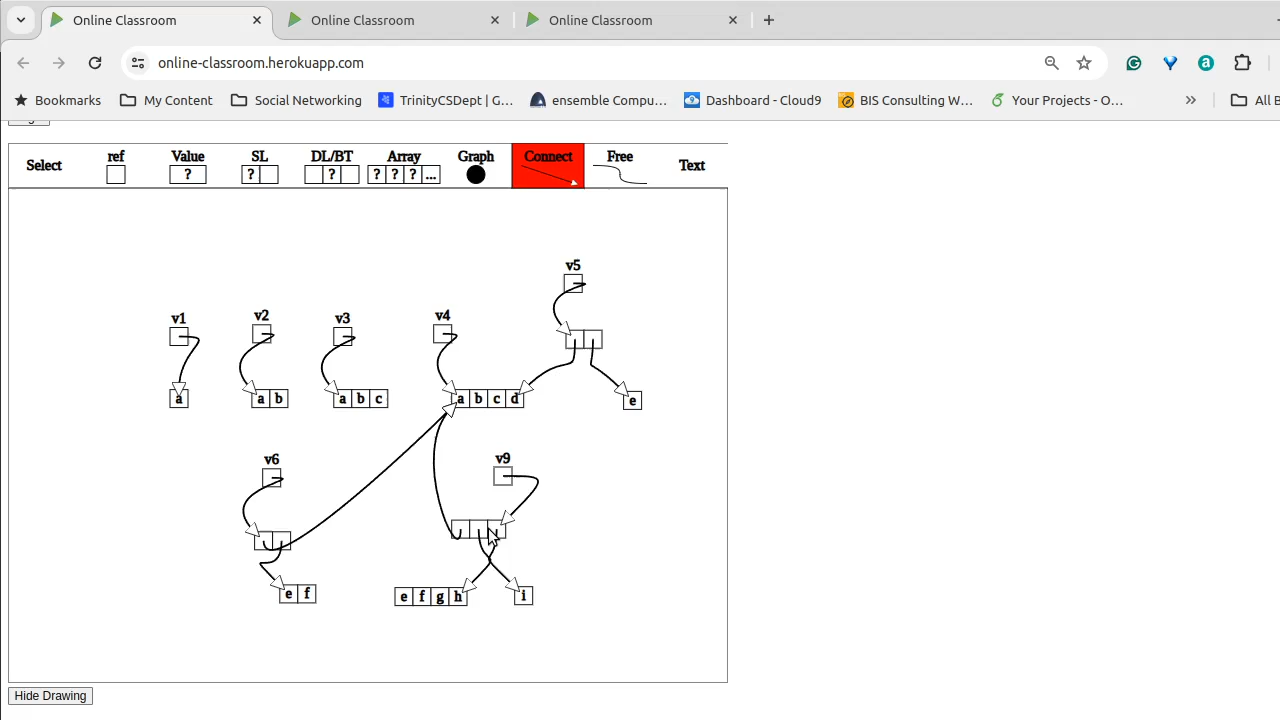 Online Classroom
Online Classroom
Online Classroom
online-classroom.herokuapp.com
Bookmarks
My Content
Social Networking
TrinityCSDept | G…
ensemble Compu…
Dashboard - Cloud9
BIS Consulting W…
Your Projects - O…
All B
Select
ref
Value
?
SL
?
DL/BT
?
Array
? ? ? ...
Graph
Connect
Free
Text
v5
v1
v2
v3
v4
a
a b
a b c
a b c d
e
v6
v9
e f
e f g h
i
Hide Drawing